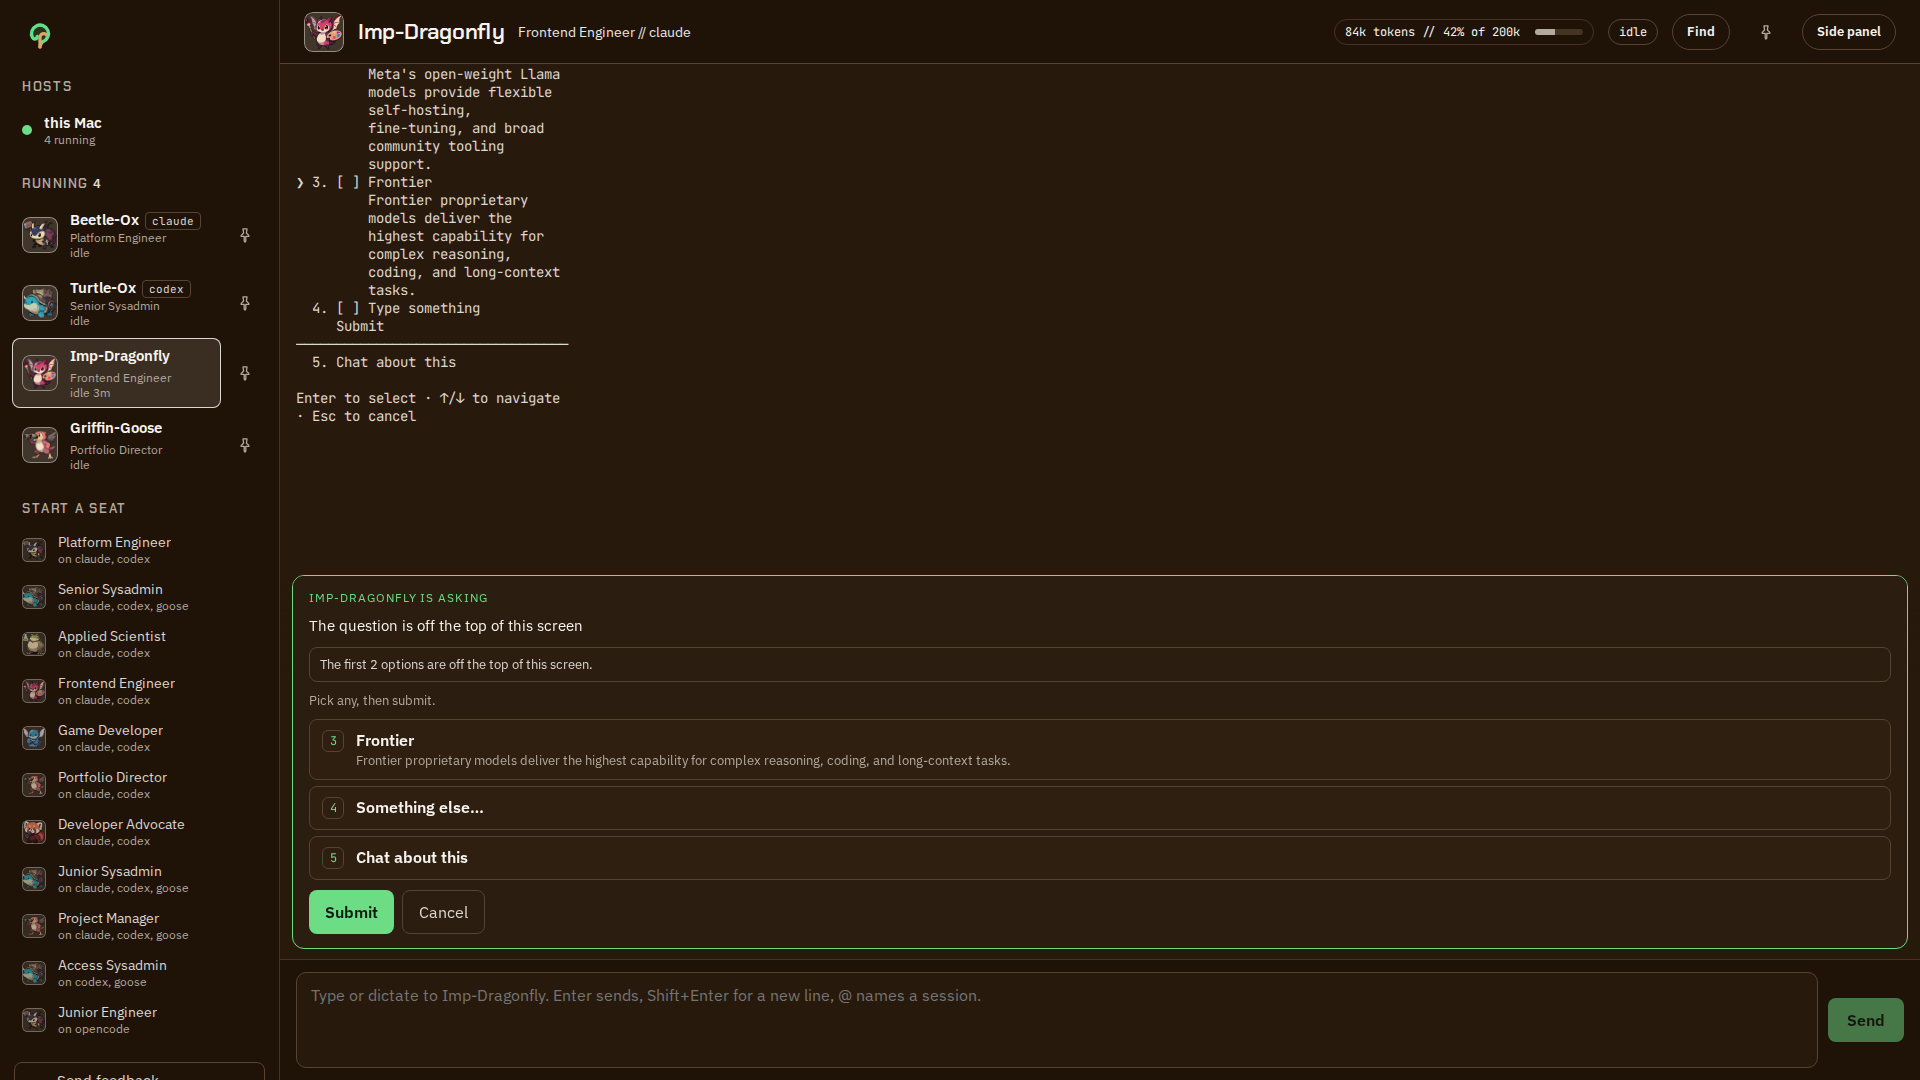 HOSTS
this Mac
4 running
RUNNING 4
Beetle-Ox claude
Platform Engineer
idle
Turtle-Ox codex
Senior Sysadmin
idle
Imp-Dragonfly
Frontend Engineer
idle 3m
Griffin-Goose
Portfolio Director
idle
START A SEAT
Platform Engineer
on claude, codex
Senior Sysadmin
on claude, codex, goose
Applied Scientist
on claude, codex
Frontend Engineer
on claude, codex
Game Developer
on claude, codex
Portfolio Director
on claude, codex
Developer Advocate
on claude, codex
Junior Sysadmin
on claude, codex, goose
Project Manager
on claude, codex, goose
Access Sysadmin
on codex, goose
Junior Engineer
on opencode
Send feedback
Imp-Dragonfly Frontend Engineer // claude
84k tokens // 42% of 200k
idle
Find
Side panel
Meta's open-weight Llama
models provide flexible
self-hosting,
fine-tuning, and broad
community tooling
support.
❯ 3. [ ] Frontier
Frontier proprietary
models deliver the
highest capability for
complex reasoning,
coding, and long-context
tasks.
4. [ ] Type something
Submit
5. Chat about this
Enter to select · ↑/↓ to navigate
· Esc to cancel
IMP-DRAGONFLY IS ASKING
The question is off the top of this screen
The first 2 options are off the top of this screen.
Pick any, then submit.
3 Frontier
Frontier proprietary models deliver the highest capability for complex reasoning, coding, and long-context tasks.
4 Something else...
5 Chat about this
Submit
Cancel
Type or dictate to Imp-Dragonfly. Enter sends, Shift+Enter for a new line, @ names a session.
Send